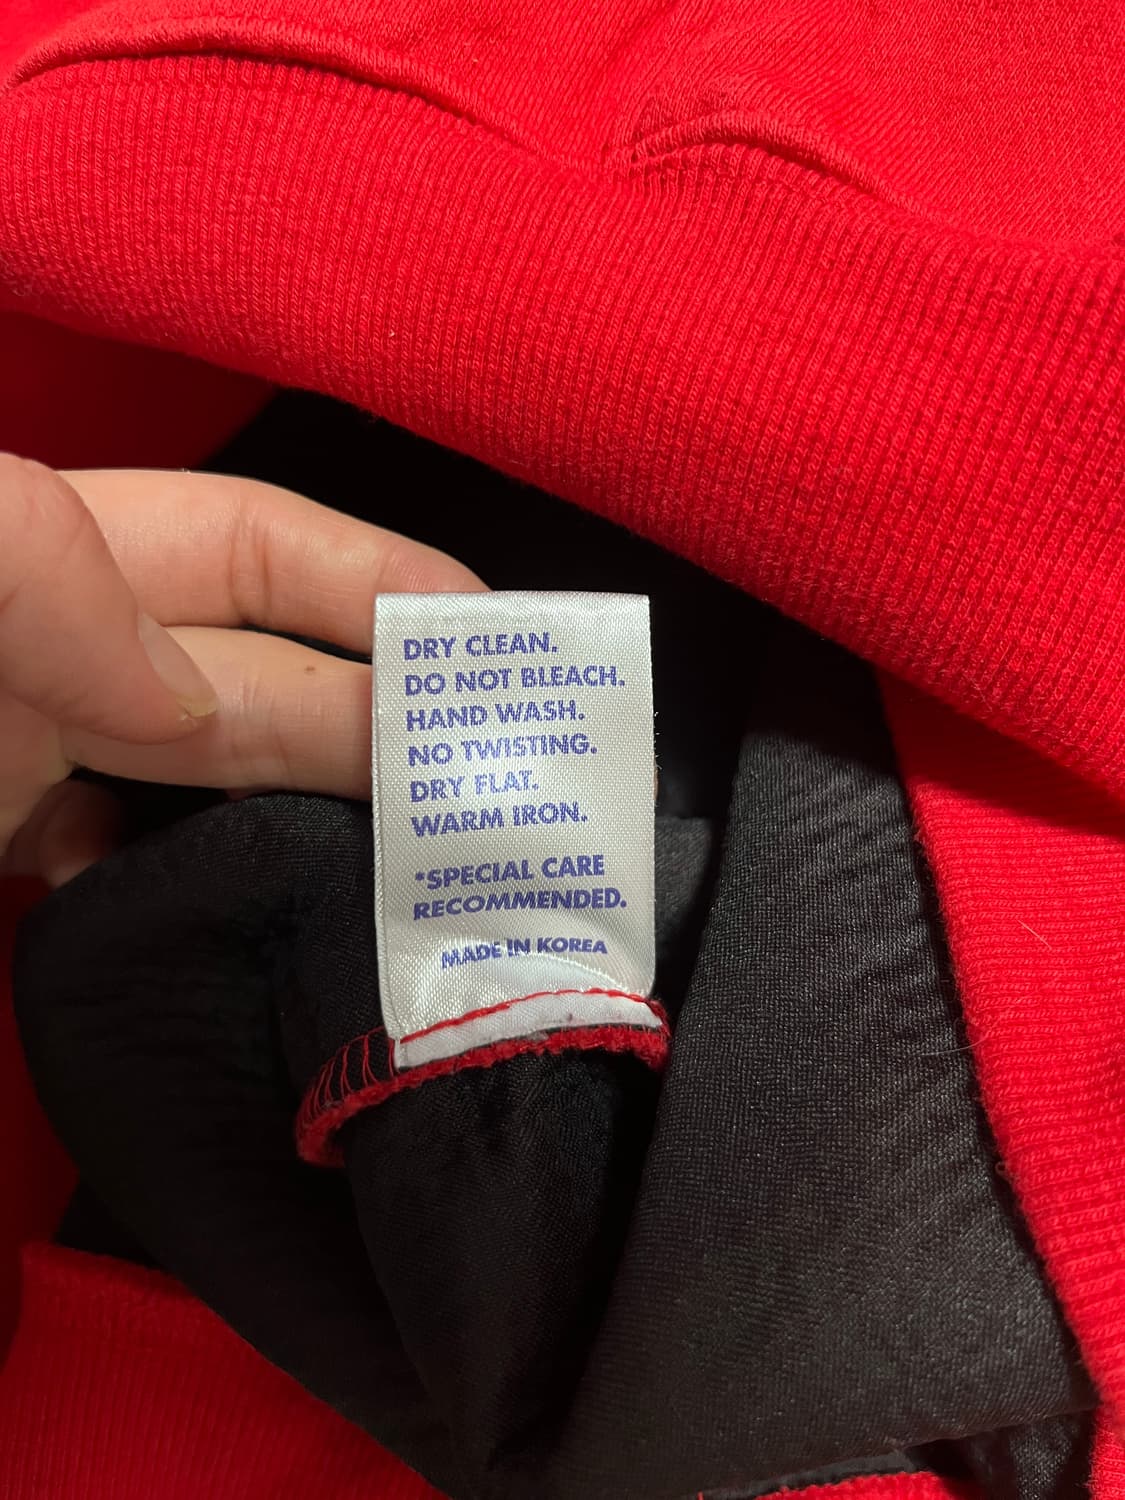 DRY CLEAN.
DO NOT BLEACH.
HAND WASH.
NO TWISTING.
DRY FLAT.
WARM IRON.
*SPECIAL CARE
RECOMMENDED.
MADE IN KOREA